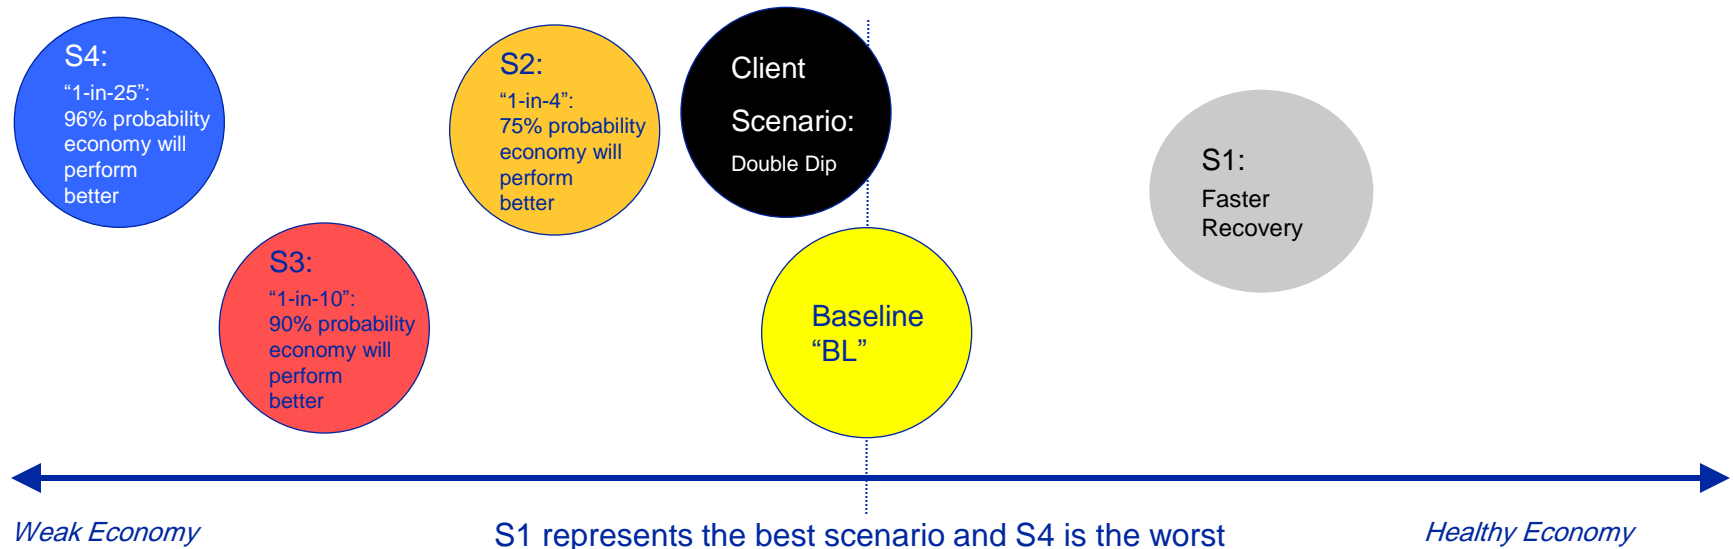 S4:
“1-in-25”:
96% probability
economy will
perform
better
S3:
“1-in-10”:
90% probability
economy will
perform
better
S2:
“1-in-4”:
75% probability
economy will
perform
better
Client
Scenario:
Double Dip
Baseline
“BL”
S1:
Faster
Recovery
Weak Economy
S1 represents the best scenario and S4 is the worst
Healthy Economy